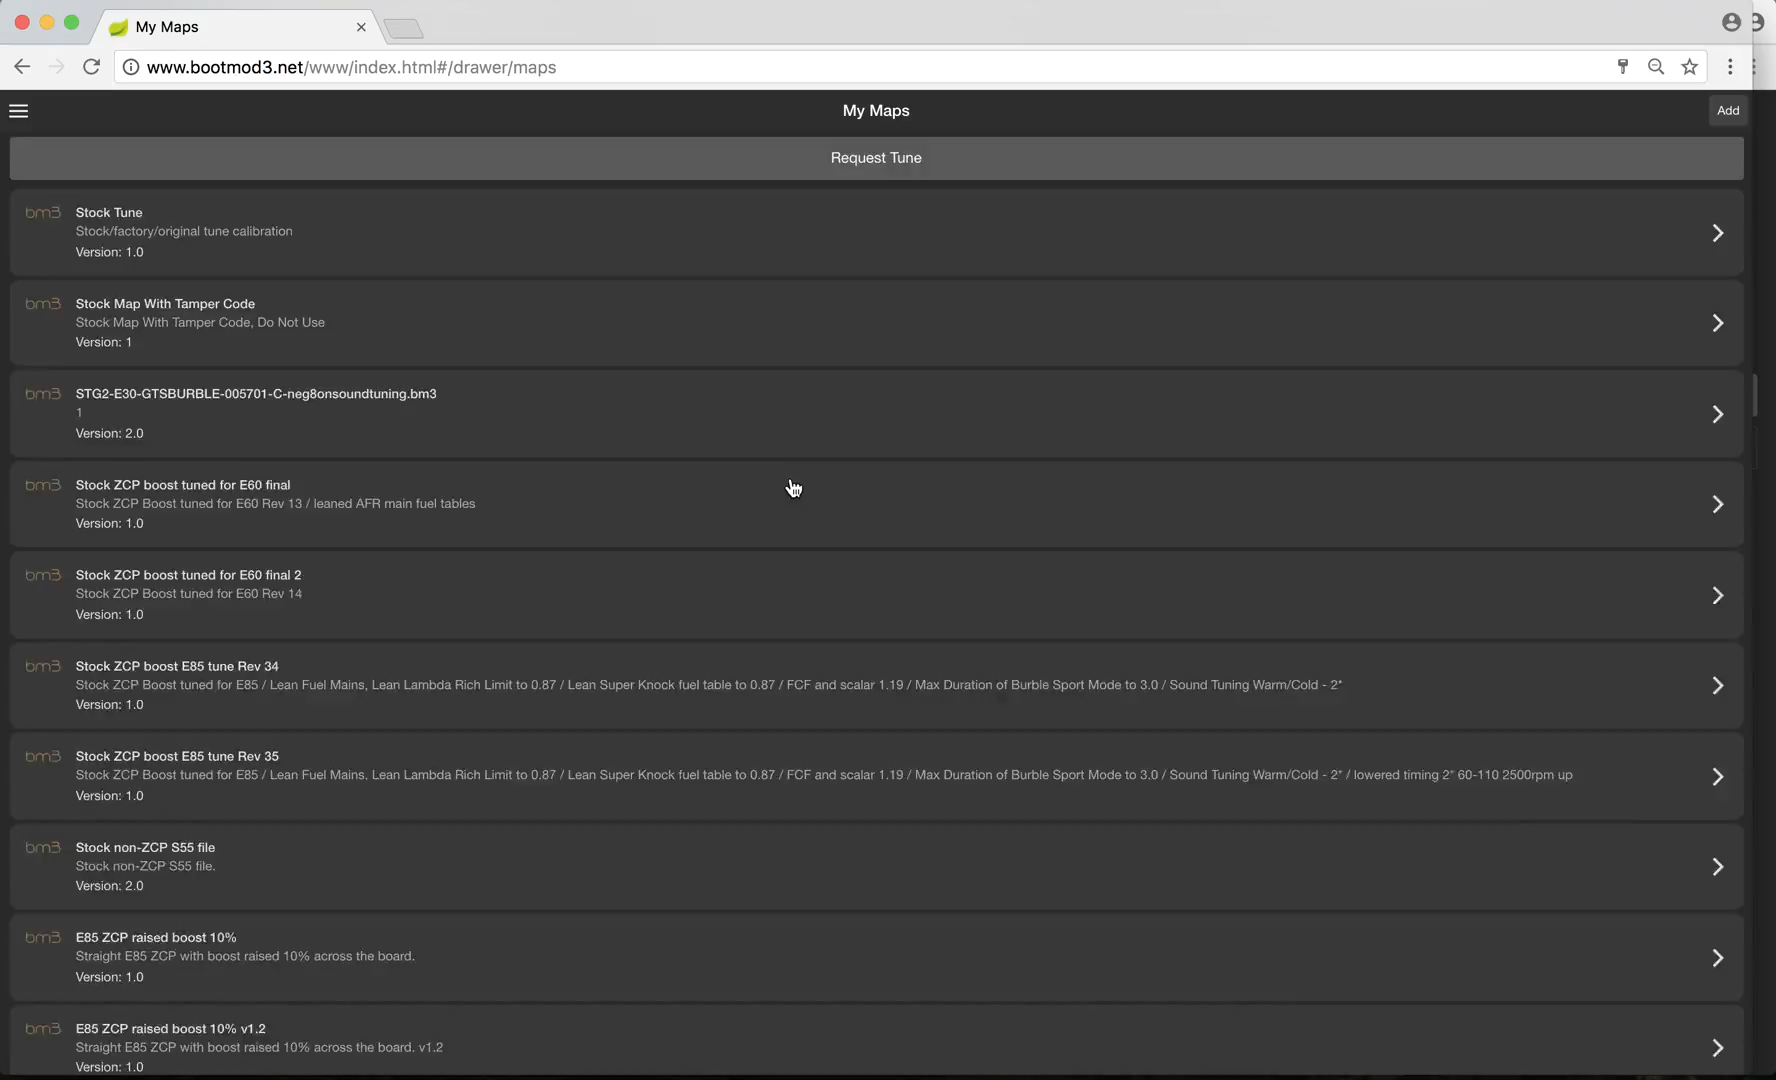 My Maps
www.bootmod3.net/www/index.html#/drawer/maps
My Maps
Add
Request Tune
bm3 Stock Tune
Stock/factory/original tune calibration
Version: 1.0
bm3 Stock Map With Tamper Code
Stock Map With Tamper Code, Do Not Use
Version: 1
bm3 STG2-E30-GTSBURBLE-005701-C-neg8onsoundtuning.bm3
1
Version: 2.0
bm3 Stock ZCP boost tuned for E60 final
Stock ZCP Boost tuned for E60 Rev 13 / leaned AFR main fuel tables
Version: 1.0
bm3 Stock ZCP boost tuned for E60 final 2
Stock ZCP Boost tuned for E60 Rev 14
Version: 1.0
bm3 Stock ZCP boost E85 tune Rev 34
Stock ZCP Boost tuned for E85 / Lean Fuel Mains, Lean Lambda Rich Limit to 0.87 / Lean Super Knock fuel table to 0.87 / FCF and scalar 1.19 / Max Duration of Burble Sport Mode to 3.0 / Sound Tuning Warm/Cold - 2*
Version: 1.0
bm3 Stock ZCP boost E85 tune Rev 35
Stock ZCP Boost tuned for E85 / Lean Fuel Mains. Lean Lambda Rich Limit to 0.87 / Lean Super Knock fuel table to 0.87 / FCF and scalar 1.19 / Max Duration of Burble Sport Mode to 3.0 / Sound Tuning Warm/Cold - 2* / lowered timing 2* 60-110 2500rpm up
Version: 1.0
bm3 Stock non-ZCP S55 file
Stock non-ZCP S55 file.
Version: 2.0
bm3 E85 ZCP raised boost 10%
Straight E85 ZCP with boost raised 10% across the board.
Version: 1.0
bm3 E85 ZCP raised boost 10% v1.2
Straight E85 ZCP with boost raised 10% across the board. v1.2
Version: 1.0